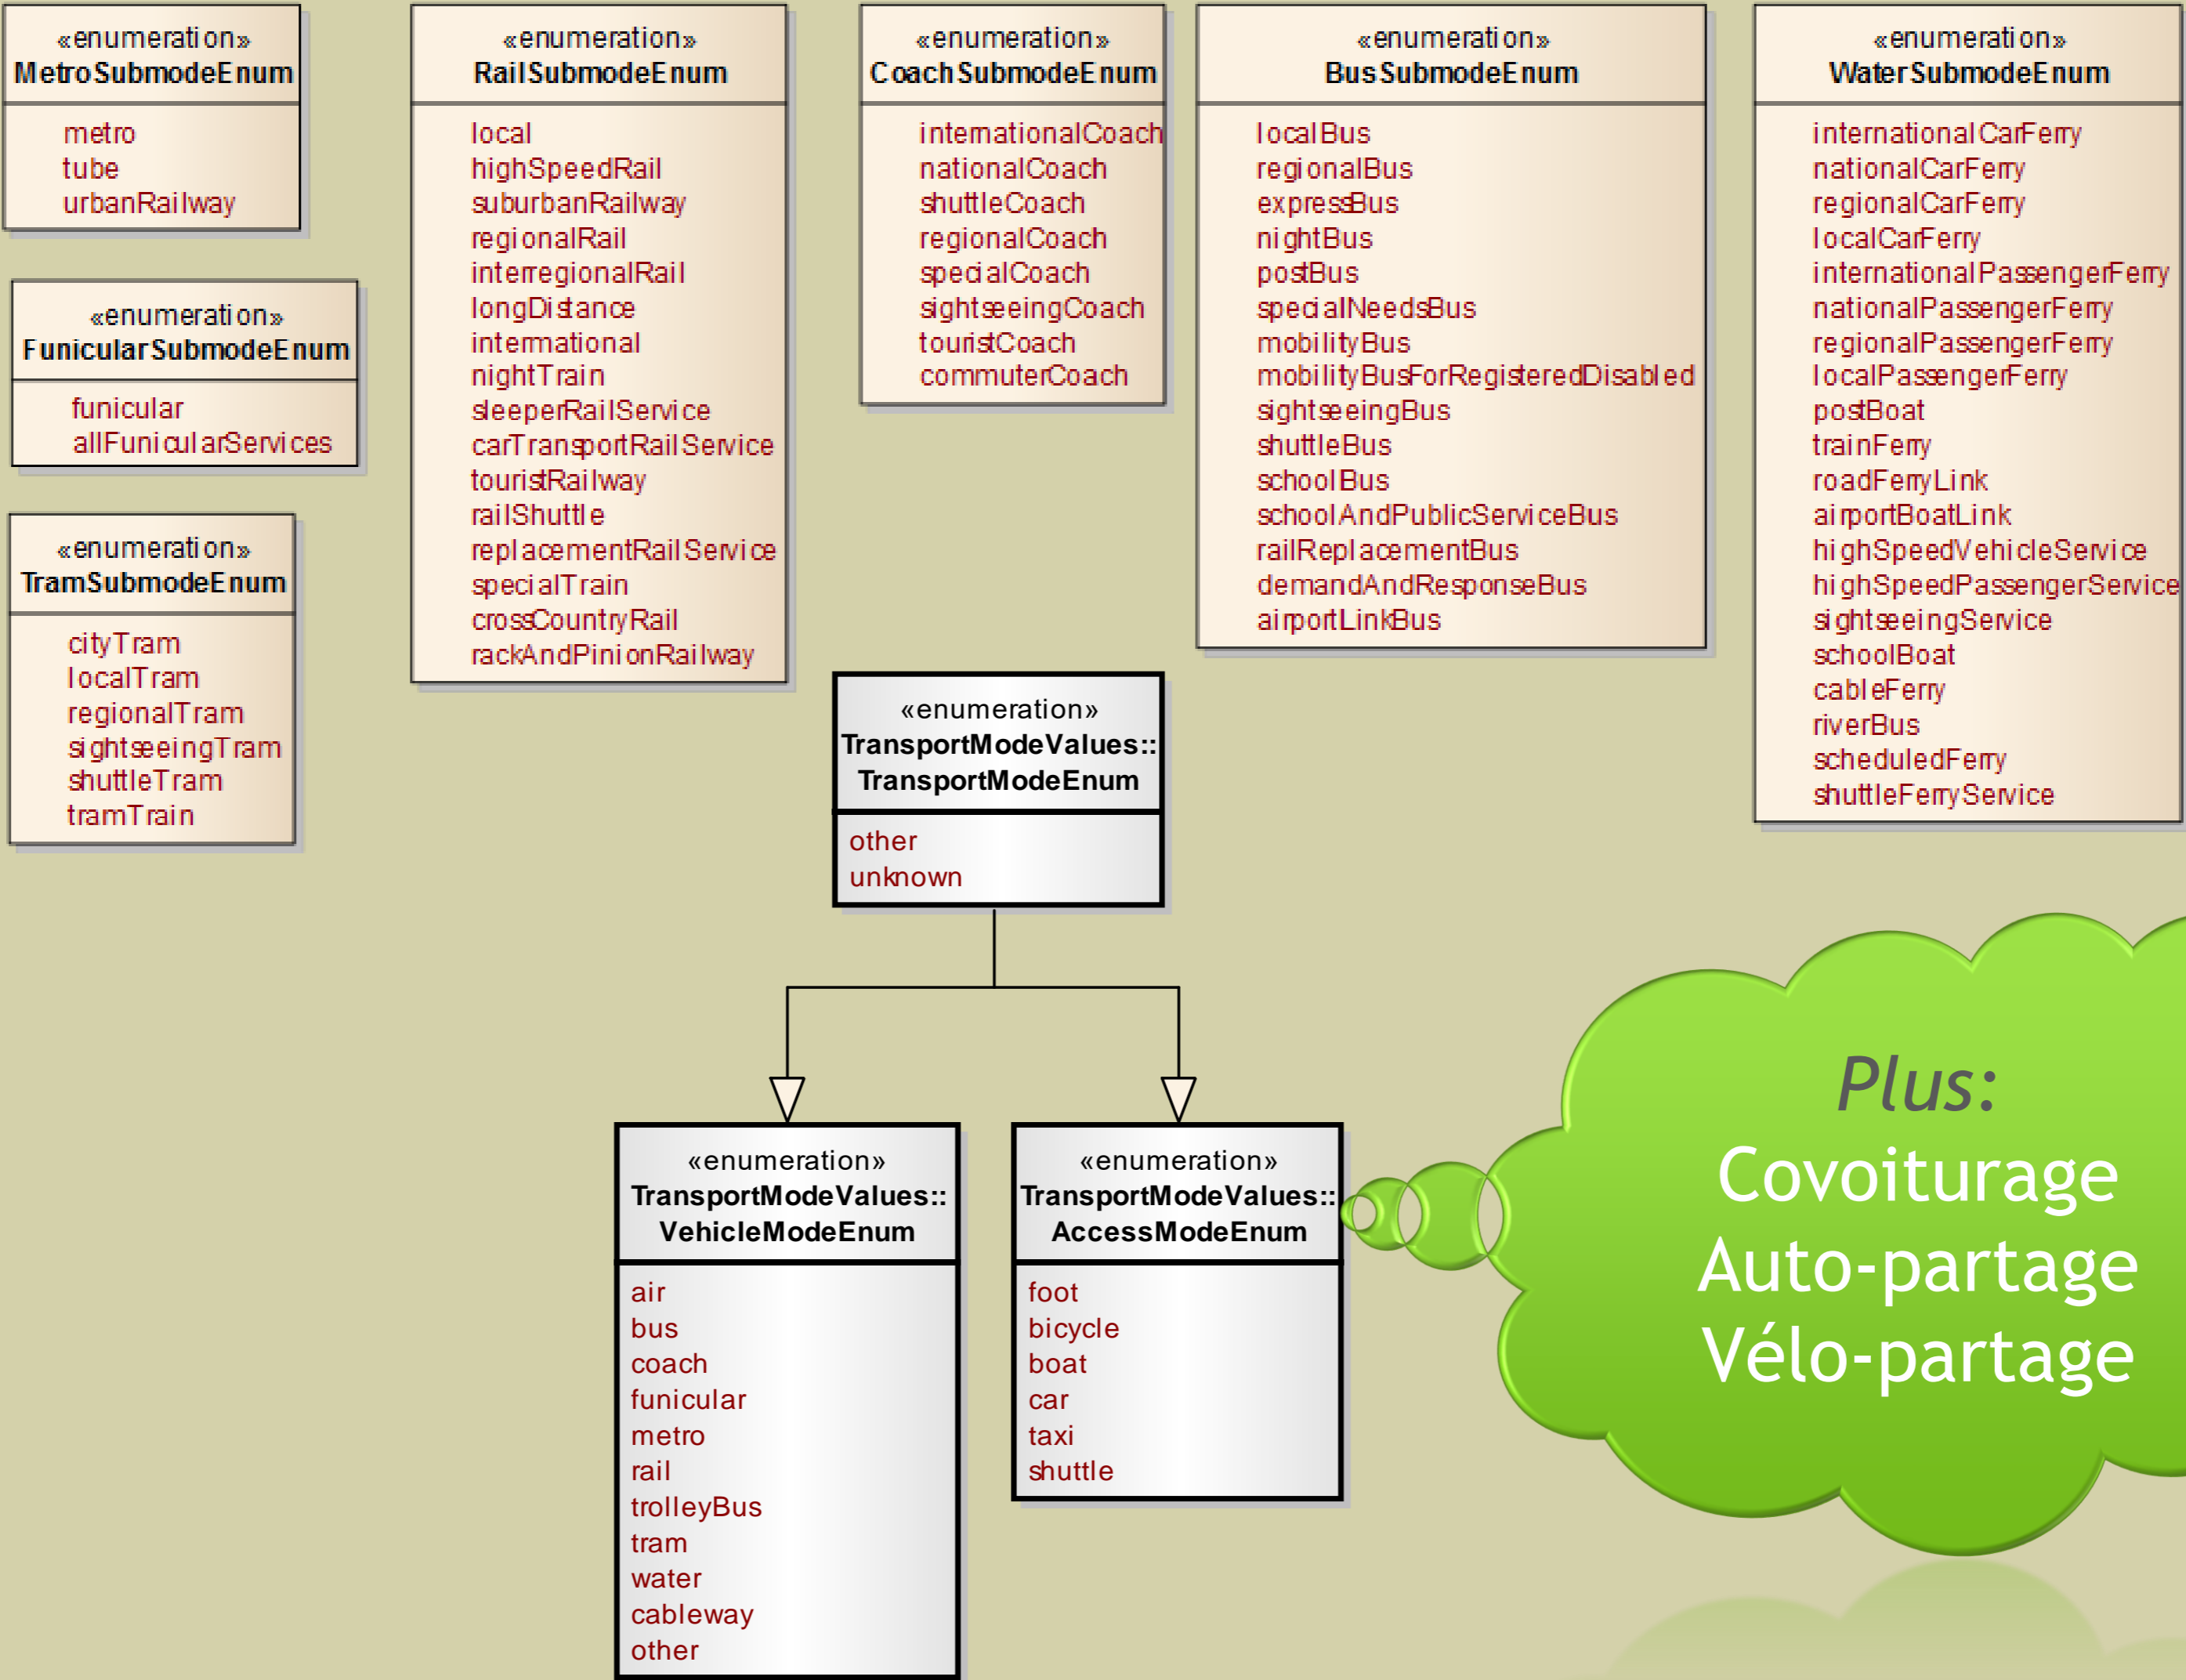 «enumeration»
MetroSubmodeEnum
metro
tube
urbanRailway
«enumeration»
FunicularSubmodeEnum
funicular
allFunicularServices
«enumeration»
TramSubmodeEnum
cityTram
localTram
regionalTram
sightseeingTram
shuttleTram
tramTrain
«enumeration»
RailSubmodeEnum
local
highSpeedRail
suburbanRailway
regionalRail
interregionalRail
longDistance
intermational
nightTrain
sleeperRailService
carTransportRailService
touristRailway
railShuttle
replacementRailService
specialTrain
crossCountryRail
rackAndPinionRailway
«enumeration»
CoachSubmodeEnum
internationalCoach
nationalCoach
shuttleCoach
regionalCoach
specialCoach
sightseeingCoach
touristCoach
commuterCoach
«enumeration»
BusSubmodeEnum
localBus
regionalBus
expressBus
nightBus
postBus
specialNeedsBus
mobilityBus
mobilityBusForRegisteredDisabled
sightseeingBus
shuttleBus
schoolBus
schoolAndPublicServiceBus
railReplacementBus
demandAndResponseBus
airportLinkBus
«enumeration»
WaterSubmodeEnum
internationalCarFerry
nationalCarFerry
regionalCarFerry
localCarFerry
internationalPassengerFerry
nationalPassengerFerry
regionalPassengerFerry
localPassengerFerry
postBoat
trainFerry
roadFerryLink
airportBoatLink
highSpeedVehicleService
highSpeedPassengerService
sightseeingService
schoolBoat
cableFerry
riverBus
scheduledFerry
shuttleFerryService
«enumeration»
TransportModeValues::
TransportModeEnum
other
unknown
«enumeration»
TransportModeValues::
VehicleModeEnum
air
bus
coach
funicular
metro
rail
trolleyBus
tram
water
cableway
other
«enumeration»
TransportModeValues::
AccessModeEnum
foot
bicycle
boat
car
taxi
shuttle
Plus:
Covoiturage
Auto-partage
Vélo-partage